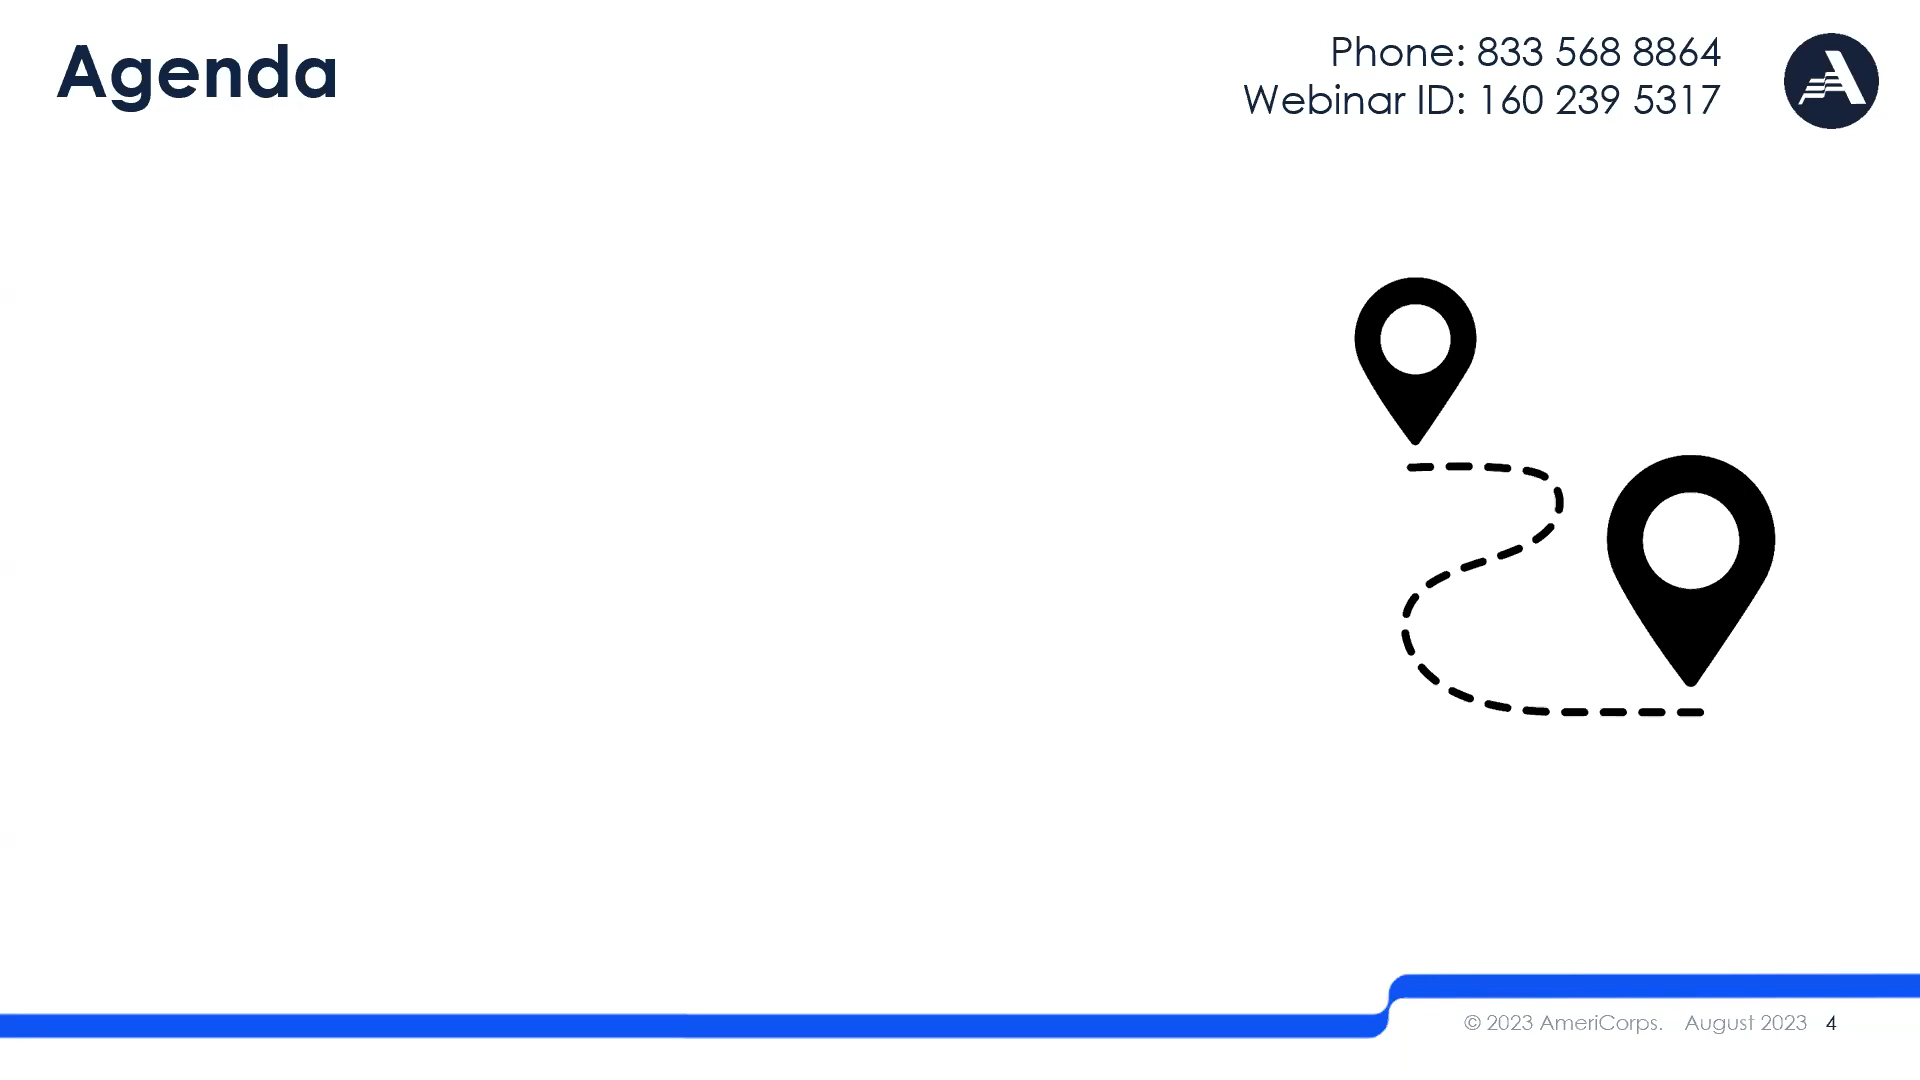 Agenda
Phone: 833 568 8864
Webinar ID: 160 239 5317
© 2023 AmeriCorps. August 2023 4